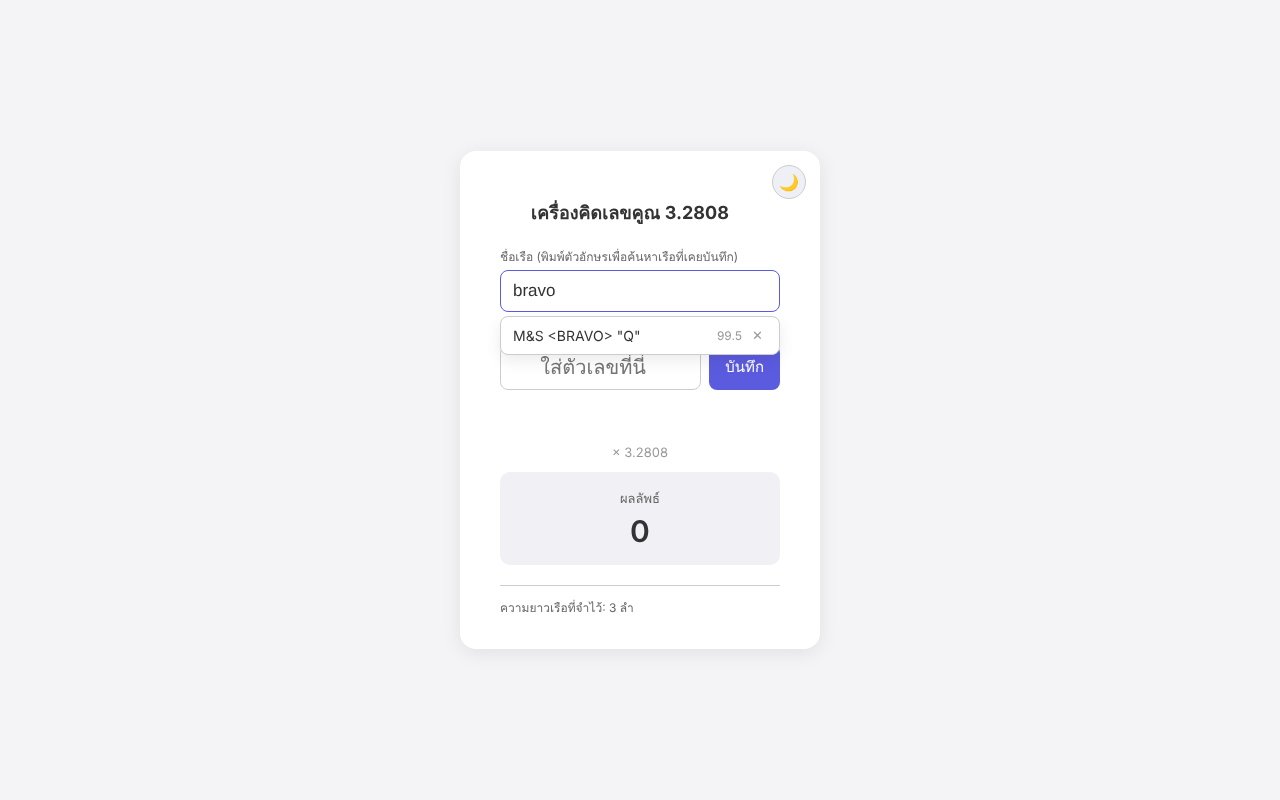 เครื่องคิดเลขคูณ 3.2808
ชื่อเรือ (พิมพ์ตัวอักษรเพื่อค้นหาเรือที่เคยบันทึก)
bravo
M&S <BRAVO> "Q" 99.5 ✕
ใส่ตัวเลขที่นี่ บันทึก
× 3.2808
ผลลัพธ์
0
ความยาวเรือที่จำไว้: 3 ลำ